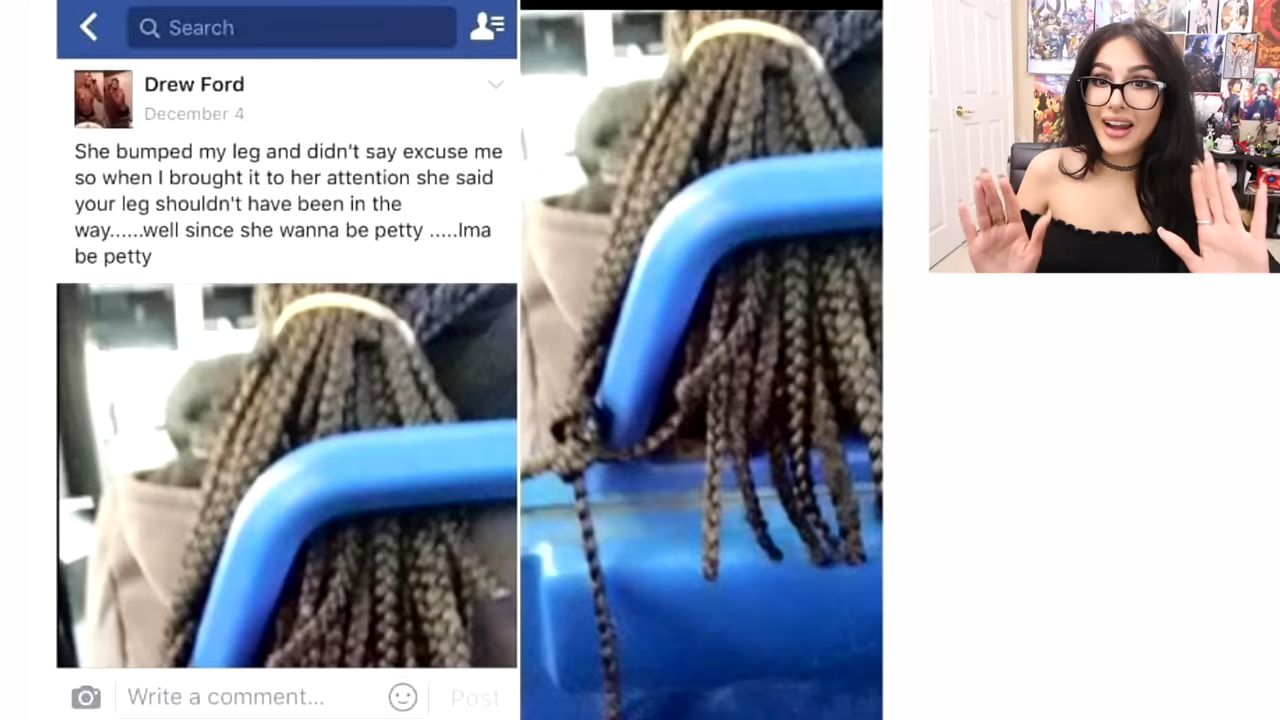 Search
Drew Ford
December 4
She bumped my leg and didn't say excuse me
so when I brought it to her attention she said
your leg shouldn't have been in the
way......well since she wanna be petty .....Ima
be petty
Write a comment...
Post